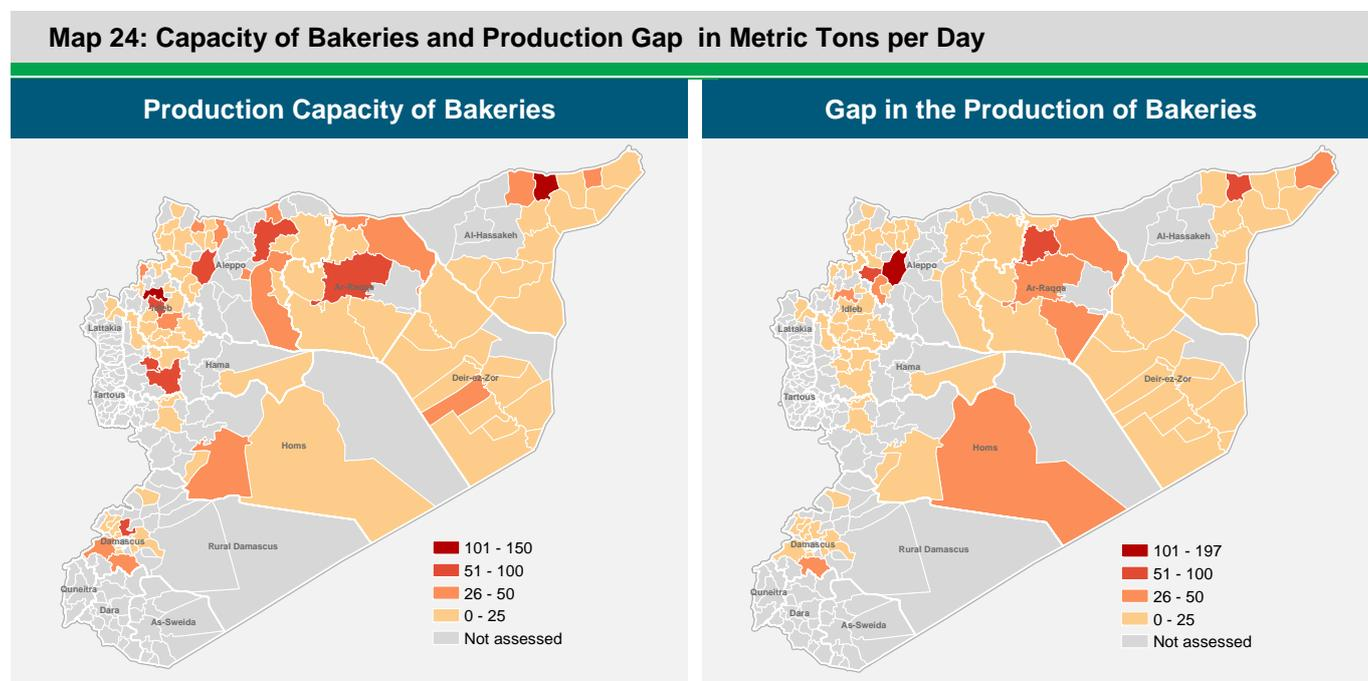 Map 24: Capacity of Bakeries and Production Gap in Metric Tons per Day
Production Capacity of Bakeries
Al-Hassakeh
Aleppo
Ar-Raqqa
Idleb
Lattakia
Hama
Deir-ez-Zor
Tartous
Homs
Damascus
Rural Damascus
Quneitra
Dara
As-Sweida
101 - 150
51 - 100
26 - 50
0 - 25
Not assessed
Gap in the Production of Bakeries
Al-Hassakeh
Aleppo
Ar-Raqqa
Idleb
Lattakia
Hama
Deir-ez-Zor
Tartous
Homs
Damascus
Rural Damascus
Quneitra
Dara
As-Sweida
101 - 197
51 - 100
26 - 50
0 - 25
Not assessed